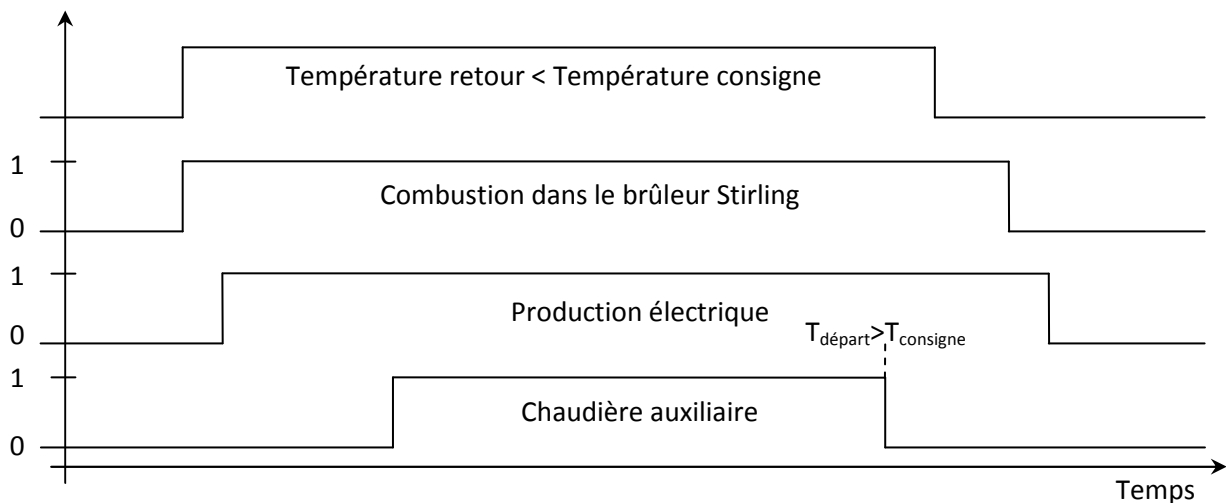 Température retour < Température consigne
1
Combustion dans le brûleur Stirling
0
1
Production électrique
0
Tdépart>Tconsigne
1
Chaudière auxiliaire
0
Temps